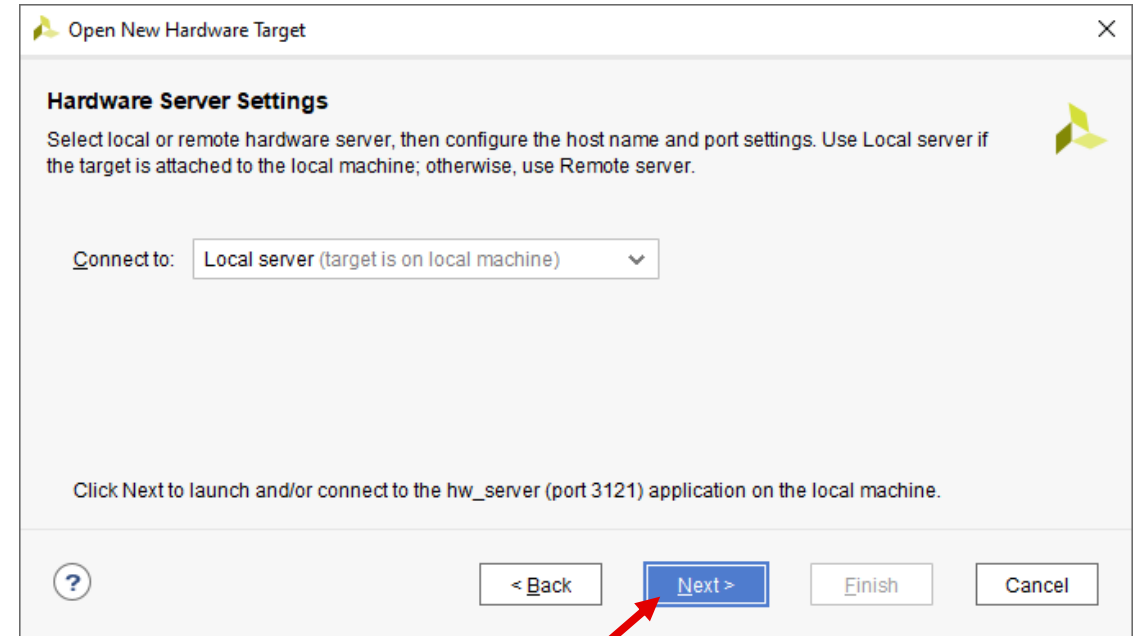 Open New Hardware Target
Hardware Server Settings
Select local or remote hardware server, then configure the host name and port settings. Use Local server if
the target is attached to the local machine; otherwise, use Remote server.
Connect to: Local server (target is on local machine)
Click Next to launch and/or connect to the hw_server (port 3121) application on the local machine.
? < Back Next > Finish Cancel